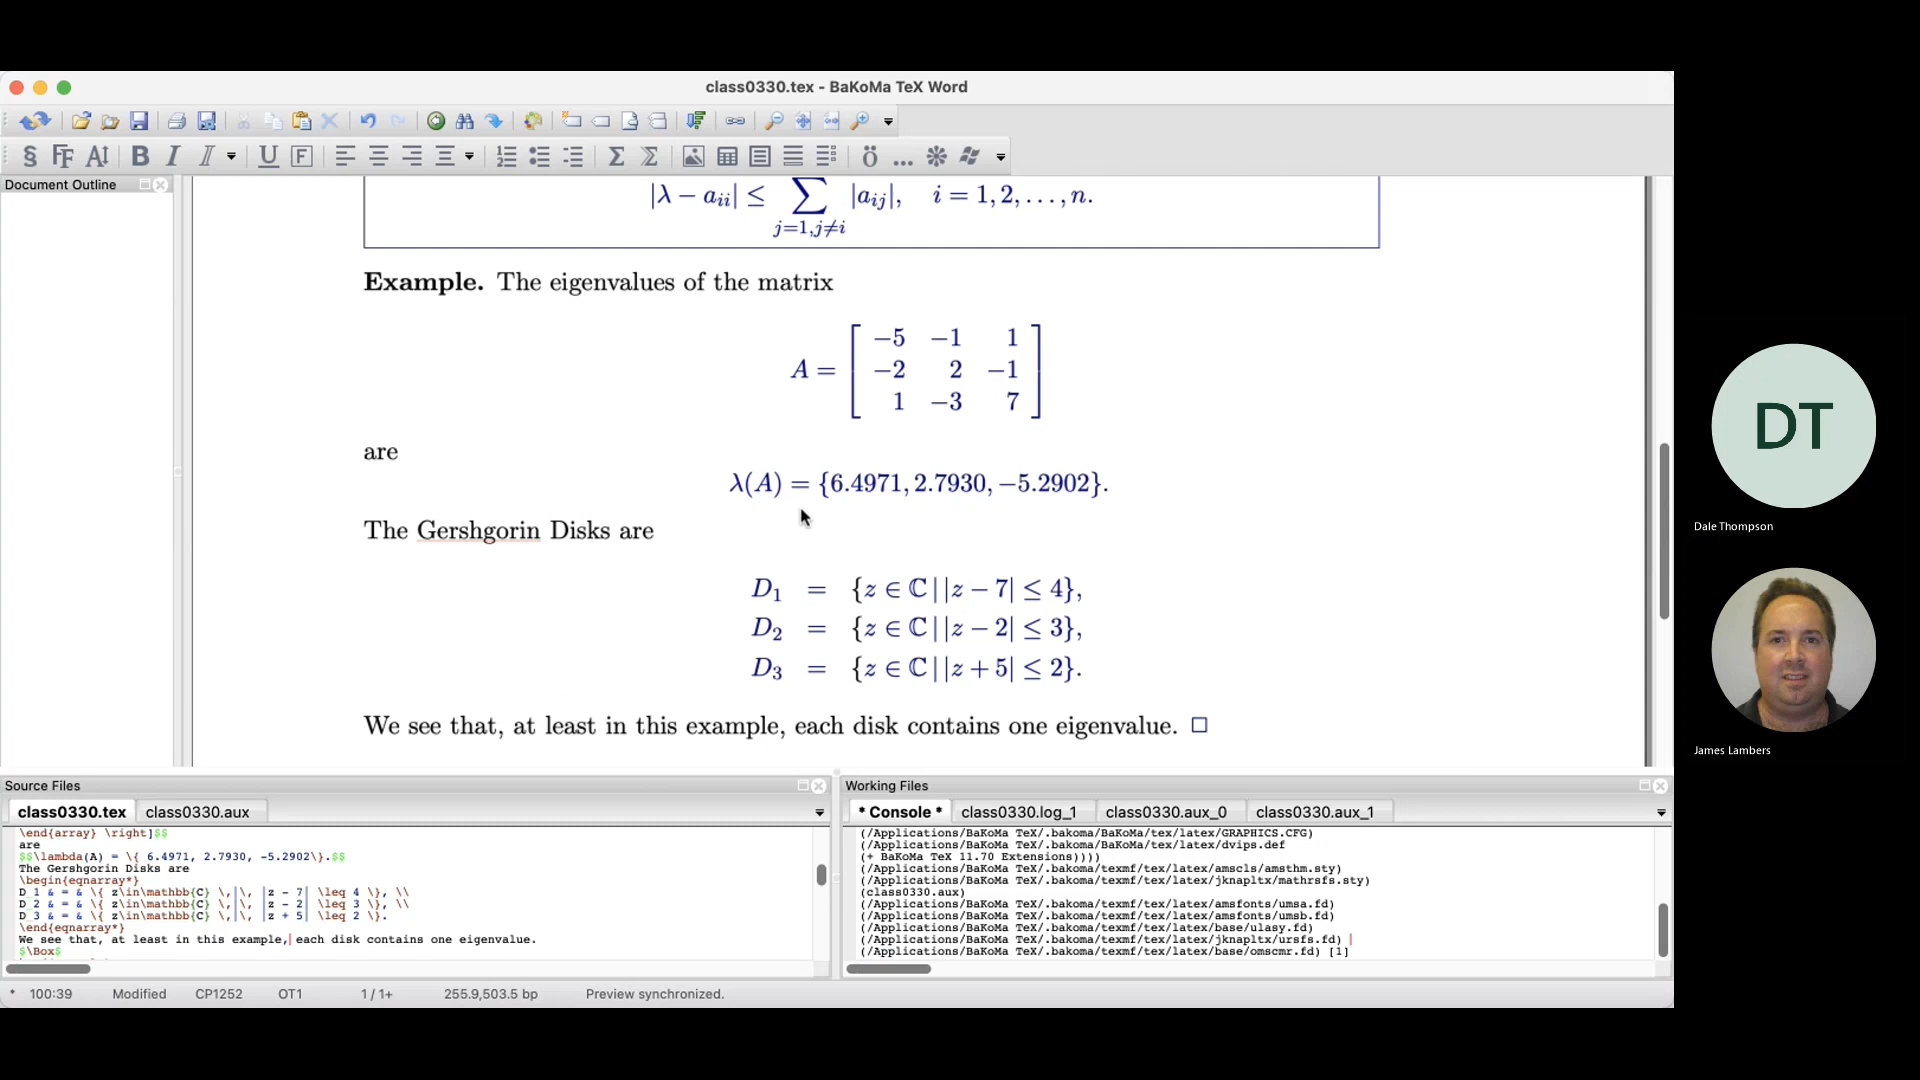 class0330.tex - BaKoMa TeX Word
Document Outline
|λ − a_{ii}| ≤ ∑_{j=1,j≠i} |a_{ij}|, i = 1, 2, . . . , n.
Example. The eigenvalues of the matrix
A = [ −5 −1 1
−2 2 −1
1 −3 7 ]
are
λ(A) = {6.4971, 2.7930, −5.2902}.
The Gershgorin Disks are
D₁ = {z ∈ ℂ | |z − 7| ≤ 4},
D₂ = {z ∈ ℂ | |z − 2| ≤ 3},
D₃ = {z ∈ ℂ | |z + 5| ≤ 2}.
We see that, at least in this example, each disk contains one eigenvalue. □
Source Files
class0330.tex class0330.aux
\end{array} \right]$$
are
$$\lambda(A) = \{ 6.4971, 2.7930, -5.2902\}.$$
The Gershgorin Disks are
\begin{eqnarray*}
D_1 & = & \{ z\in\mathbb{C} \,|\, |z - 7| \leq 4 \}, \\
D_2 & = & \{ z\in\mathbb{C} \,|\, |z - 2| \leq 3 \}, \\
D_3 & = & \{ z\in\mathbb{C} \,|\, |z + 5| \leq 2 \}.
\end{eqnarray*}
We see that, at least in this example, each disk contains one eigenvalue.
$\Box$
Working Files
* Console * class0330.log_1 class0330.aux_0 class0330.aux_1
(/Applications/BaKoMa TeX/.bakoma/BaKoMa/tex/latex/GRAPHICS.CFG)
(/Applications/BaKoMa TeX/.bakoma/BaKoMa/tex/latex/dvips.def
(+ BaKoMa TeX 11.70 Extensions))))
(/Applications/BaKoMa TeX/.bakoma/texmf/tex/latex/amscls/amsthm.sty)
(/Applications/BaKoMa TeX/.bakoma/texmf/tex/latex/jknapltx/mathrsfs.sty)
(class0330.aux)
(/Applications/BaKoMa TeX/.bakoma/texmf/tex/latex/amsfonts/umsa.fd)
(/Applications/BaKoMa TeX/.bakoma/texmf/tex/latex/amsfonts/umsb.fd)
(/Applications/BaKoMa TeX/.bakoma/texmf/tex/latex/base/ulasy.fd)
(/Applications/BaKoMa TeX/.bakoma/texmf/tex/latex/jknapltx/ursfs.fd)
(/Applications/BaKoMa TeX/.bakoma/texmf/tex/latex/base/omscmr.fd) [1]
* 100:39 Modified CP1252 OT1 1 / 1+ 255.9,503.5 bp Preview synchronized.
DT
Dale Thompson
James Lambers